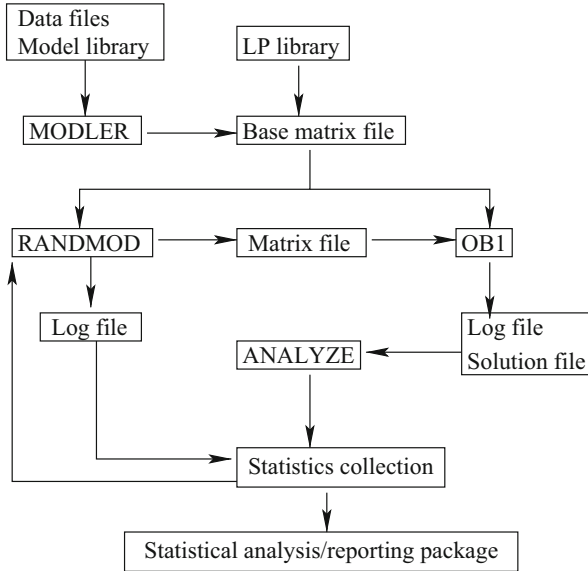 Data files
Model library
LP library
MODLER
Base matrix file
RANDMOD
Matrix file
OB1
Log file
Log file
Solution file
ANALYZE
Statistics collection
Statistical analysis/reporting package